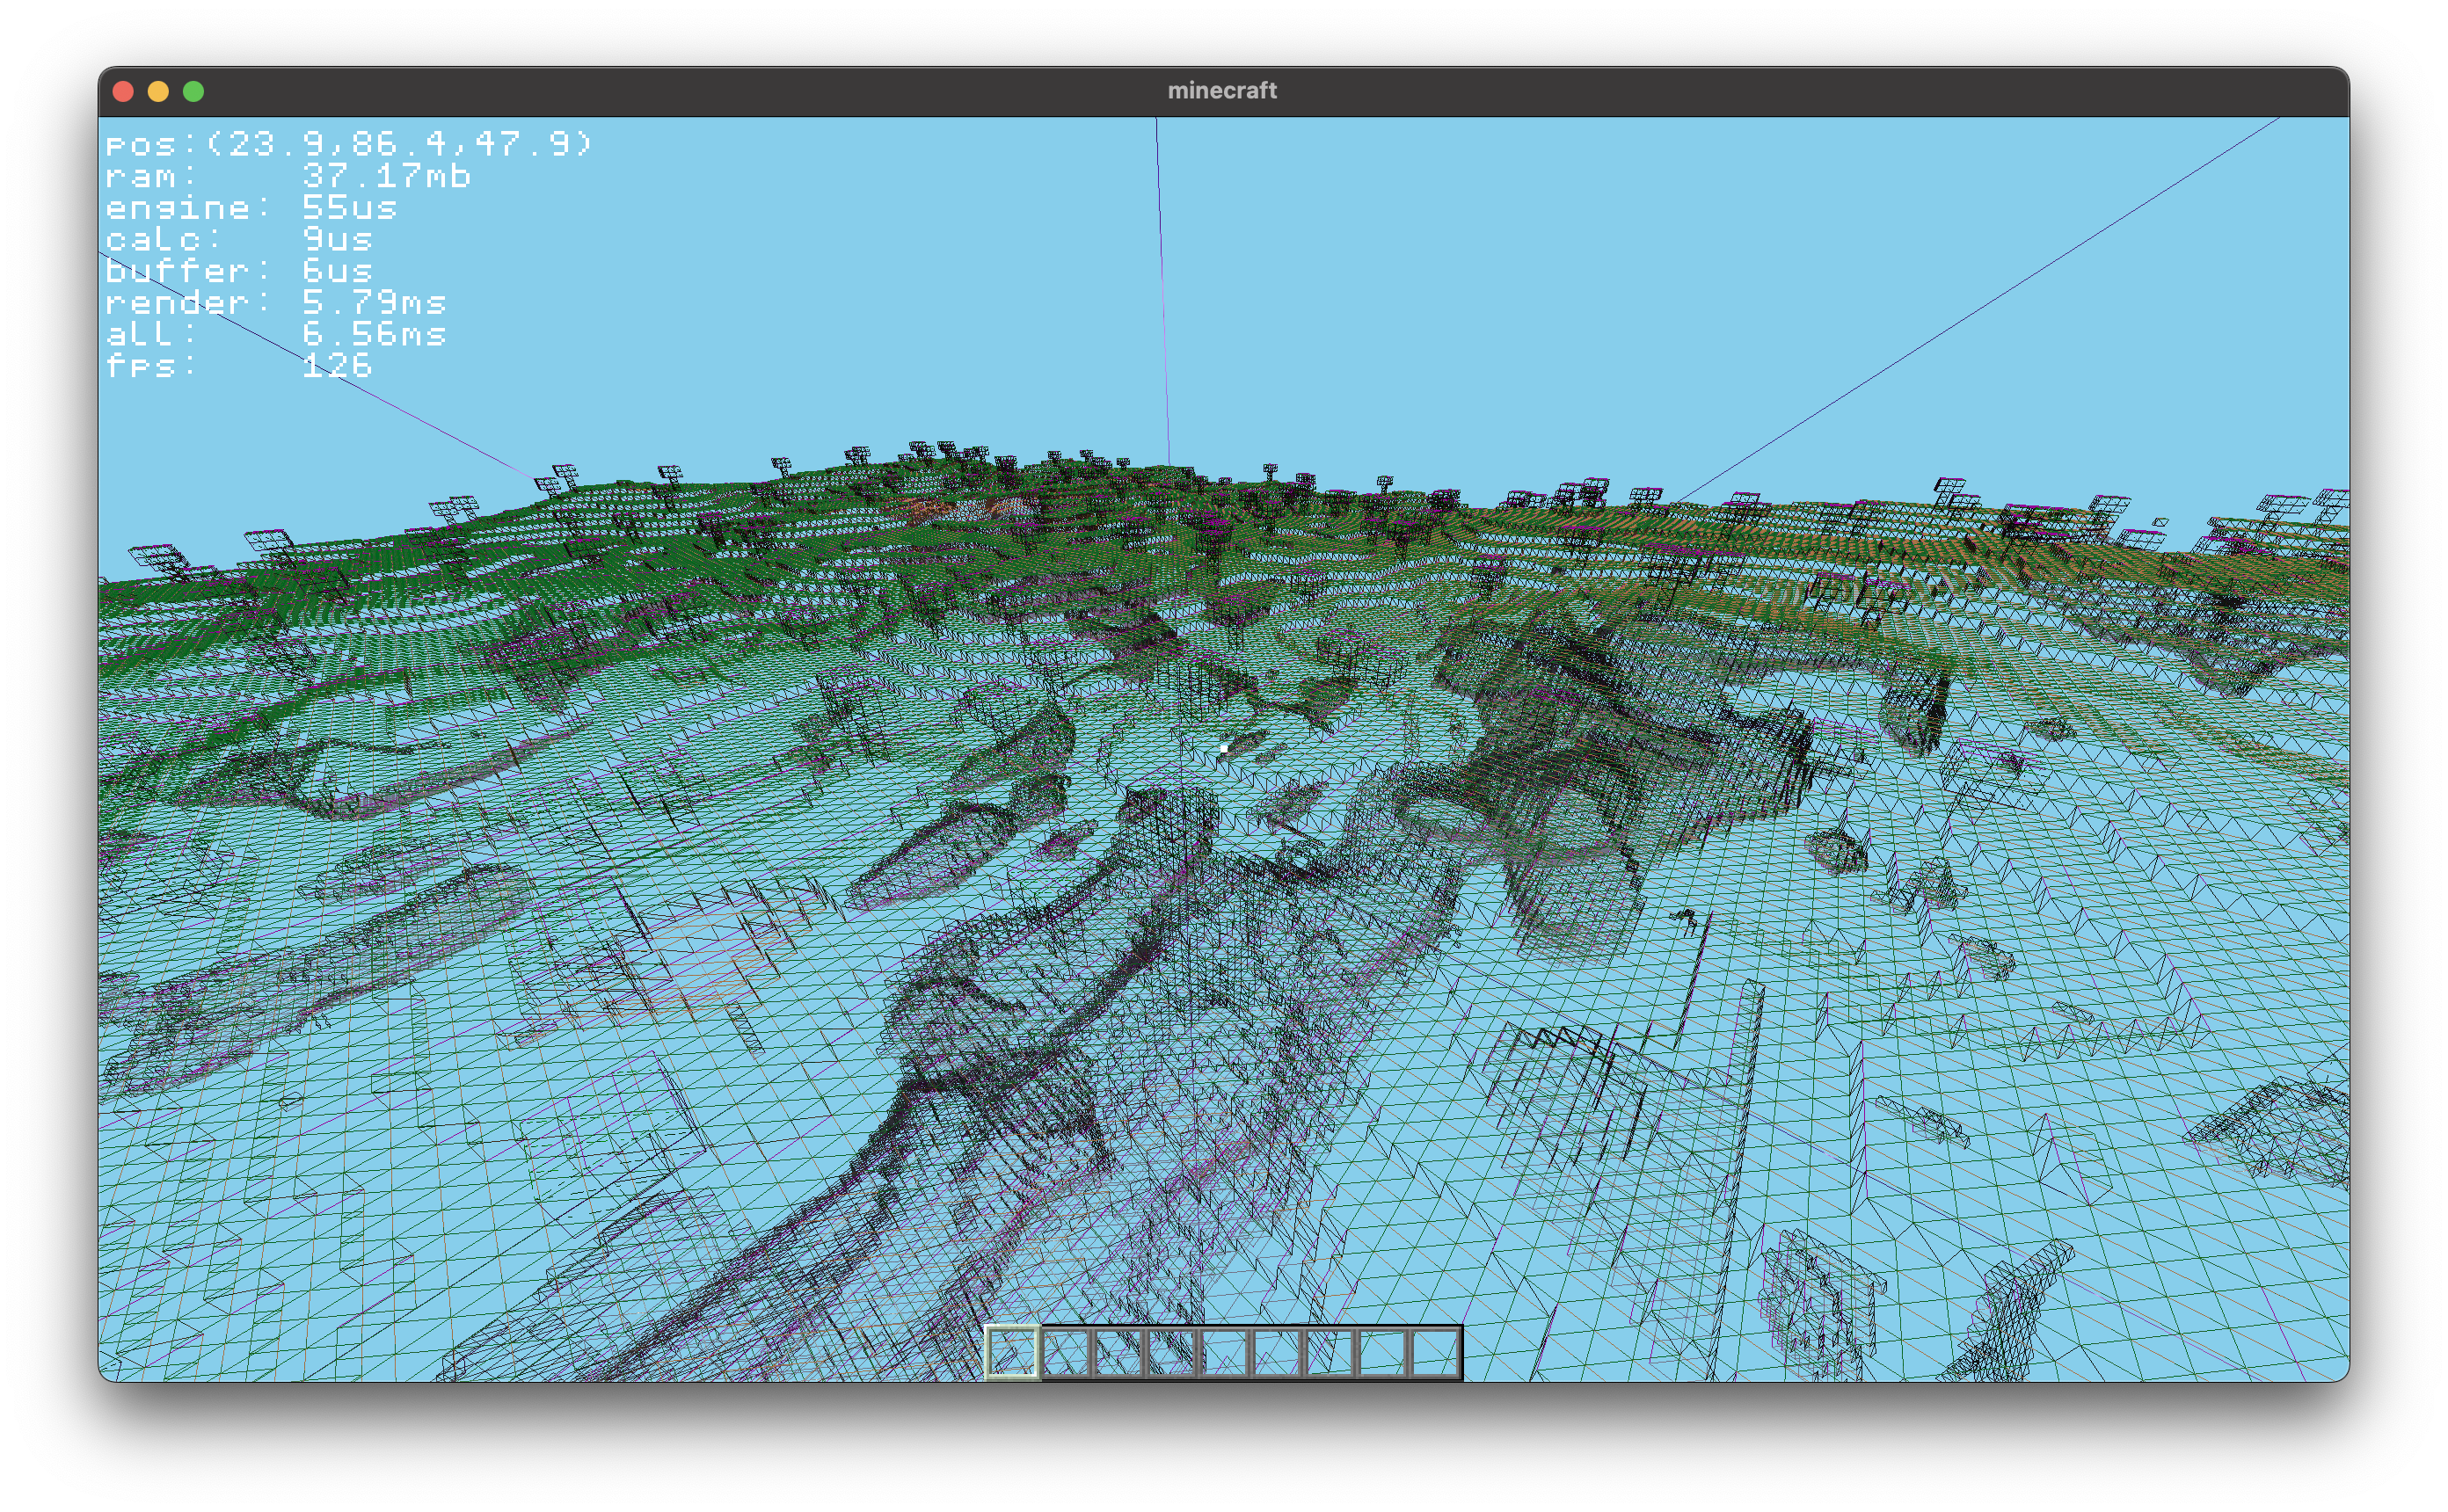 minecraft
pos:(23.9,86.4,47.9)
ram: 37.17mb
engine: 55us
calc: 9us
buffer: 6us
render: 5.79ms
all: 6.56ms
fps: 126